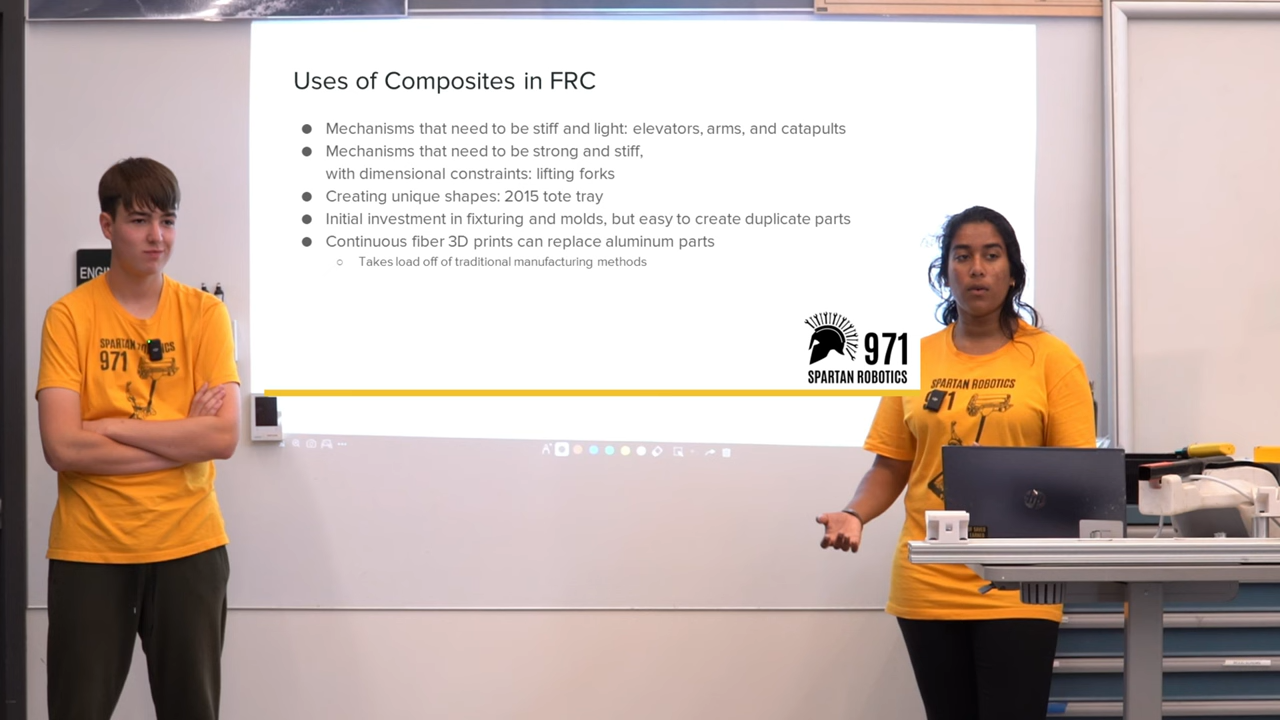 Uses of Composites in FRC
● Mechanisms that need to be stiff and light: elevators, arms, and catapults
● Mechanisms that need to be strong and stiff,
with dimensional constraints: lifting forks
● Creating unique shapes: 2015 tote tray
● Initial investment in fixturing and molds, but easy to create duplicate parts
● Continuous fiber 3D prints can replace aluminum parts
○ Takes load off of traditional manufacturing methods
971
SPARTAN ROBOTICS
ENGI
SPARTAN ROBOTICS
971
SPARTAN ROBOTICS
971
hp